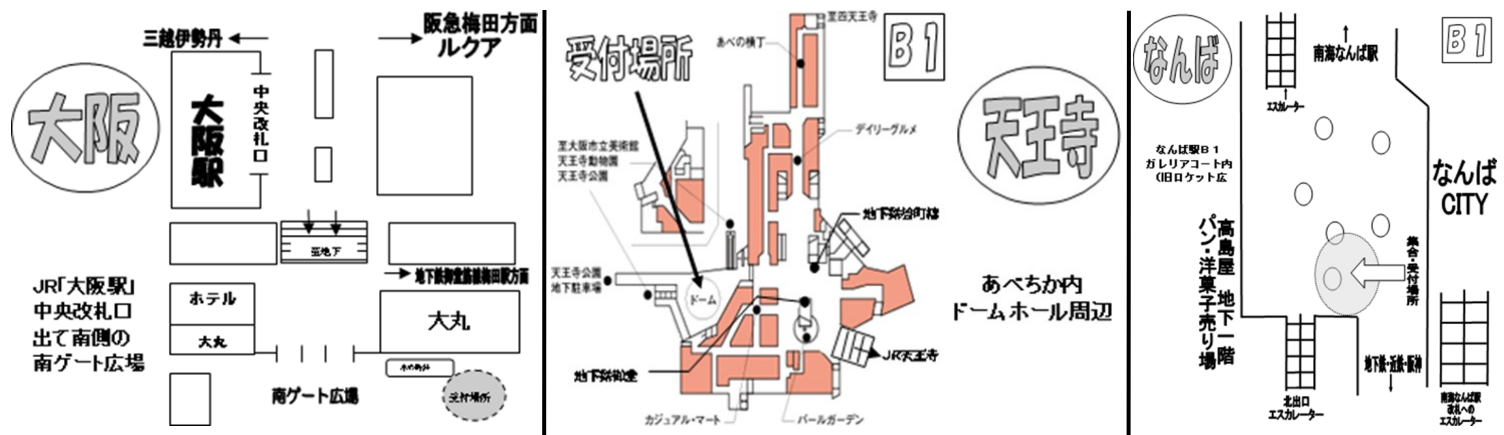 三越伊勢丹
阪急梅田方面
ルクア
大阪
大阪駅
中央改札口
至地下
地下鉄御堂筋線梅田駅方面
JR「大阪駅」
中央改札口
出て南側の
南ゲート広場
ホテル
大丸
大丸
南ゲート広場
水の時計
受付場所
受付場所
B1
至四天王寺
あべの横丁
天王寺
デイリーグルメ
至大阪市立美術館
天王寺動物園
天王寺公園
天王寺公園
地下駐車場
ドーム
あべちか内
ドームホール周辺
JR天王寺
カジュアル・マート
パールガーデン
なんば
B1
南海なんば駅
エスカレーター
なんば駅B1
ガレリアコート内
(旧ロケット広
なんば
CITY
高島屋 地下一階
パン・洋菓子売り場
集合・受付場所
地下鉄・近鉄・阪神
北出口
エスカレーター
南海なんば駅
改札への
エスカレーター